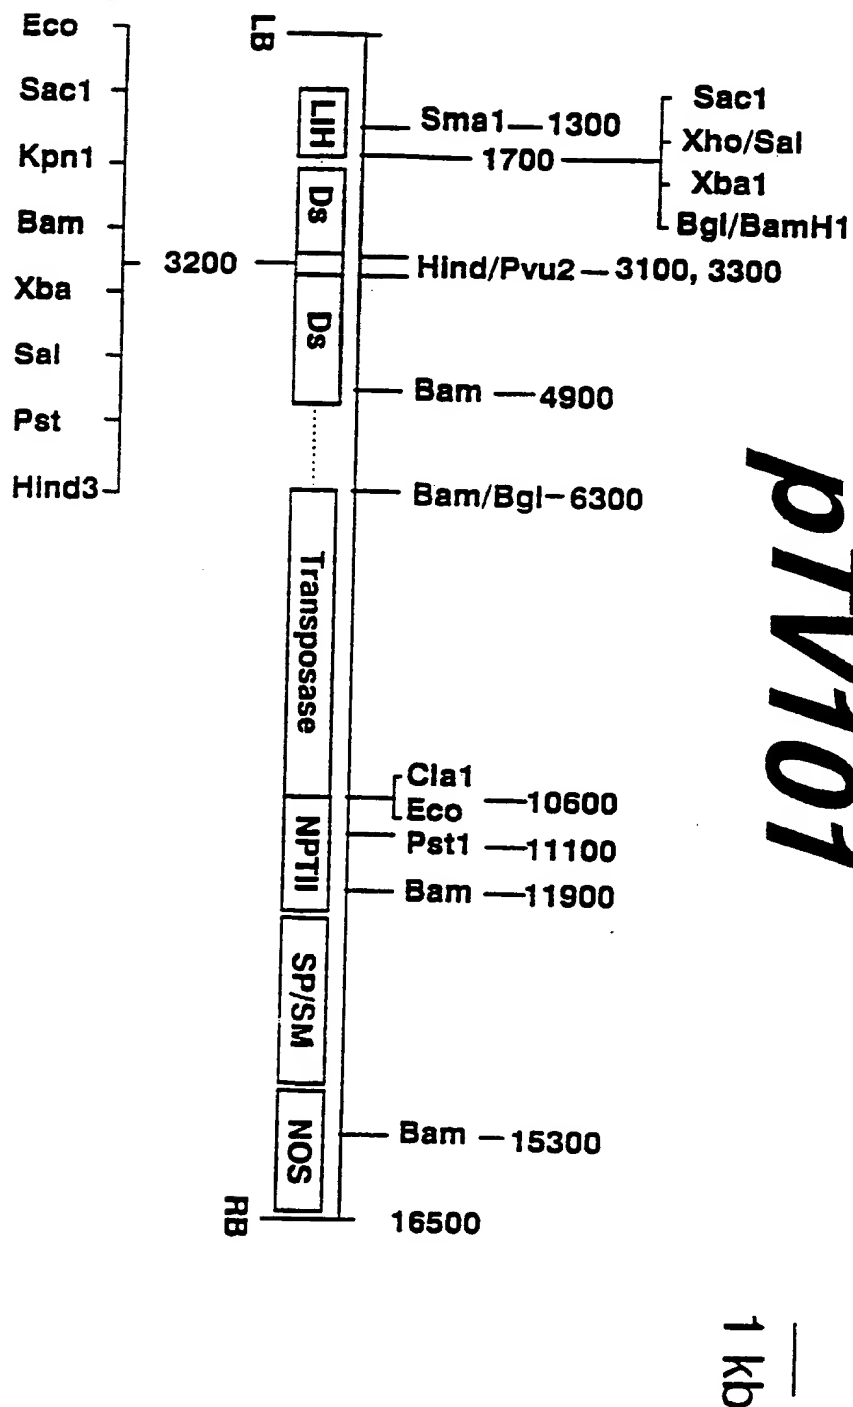 Eco
Sac1
Kpn1
Bam
Xba
Sal
Pst
Hind3
3200
LB
LIH
Ds
Ds
Transposase
NPTII
SP/SM
NOS
RB
Sma1—1300
1700
Sac1
Xho/Sal
Xba1
Bgl/BamH1
Hind/Pvu2—3100, 3300
Bam—4900
Bam/Bgl-6300
Cla1
Eco—10600
Pst1—11100
Bam—11900
Bam—15300
16500
pTV101
1 kb